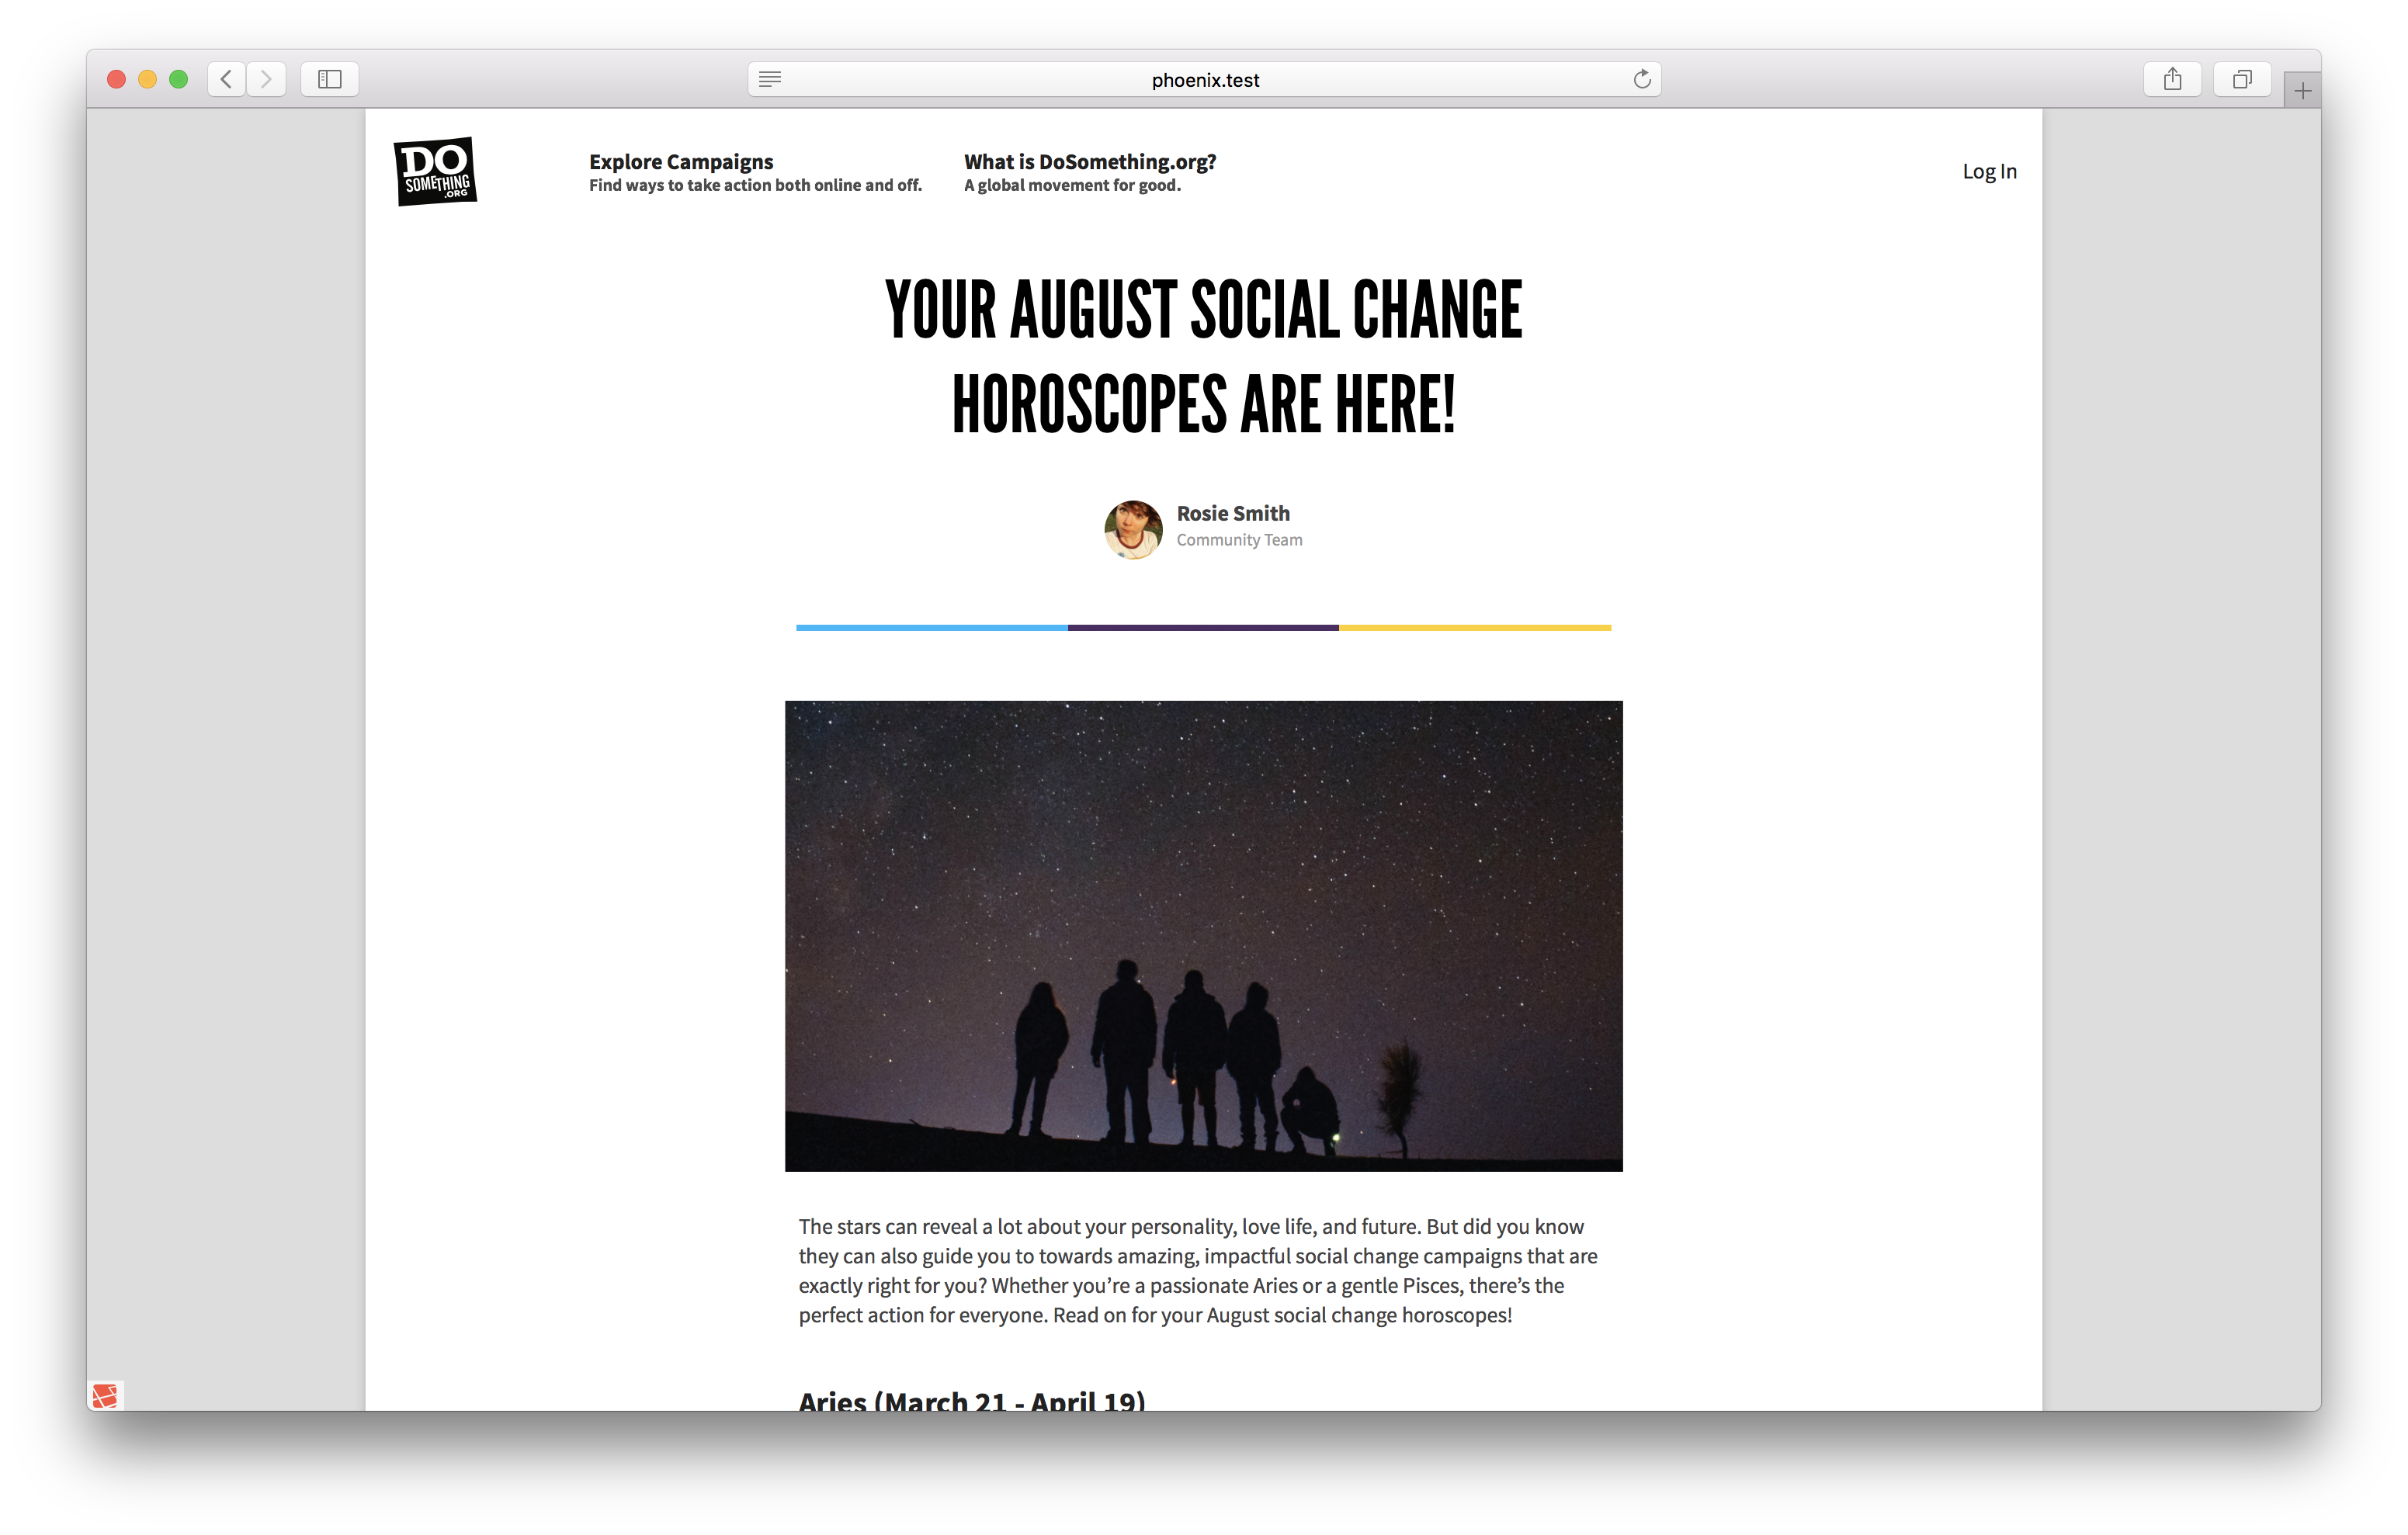 phoenix.test
DO
SOMETHING
.ORG
Explore Campaigns
Find ways to take action both online and off.
What is DoSomething.org?
A global movement for good.
Log In
YOUR AUGUST SOCIAL CHANGE
HOROSCOPES ARE HERE!
Rosie Smith
Community Team
The stars can reveal a lot about your personality, love life, and future. But did you know
they can also guide you to towards amazing, impactful social change campaigns that are
exactly right for you? Whether you’re a passionate Aries or a gentle Pisces, there’s the
perfect action for everyone. Read on for your August social change horoscopes!
Aries (March 21 - April 19)